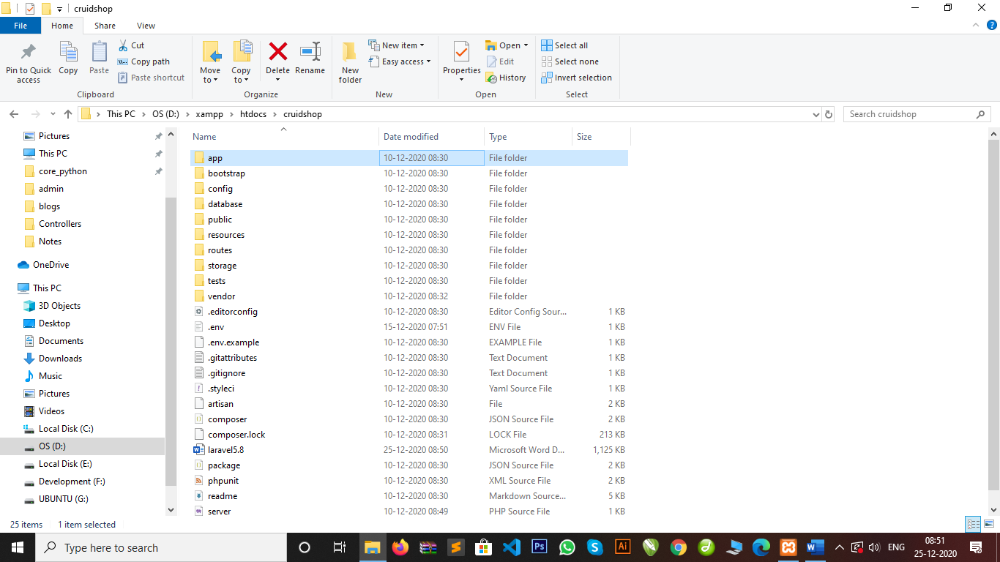 cruidshop
File Home Share View
Pin to Quick access
Copy
Paste
Cut
Copy path
Paste shortcut
Clipboard
Move to
Copy to
Delete
Rename
Organize
New folder
New item
Easy access
New
Properties
Open
Edit
History
Open
Select all
Select none
Invert selection
Select
This PC > OS (D:) > xampp > htdocs > cruidshop
Search cruidshop
Pictures
This PC
core_python
admin
blogs
Controllers
Notes
OneDrive
This PC
3D Objects
Desktop
Documents
Downloads
Music
Pictures
Videos
Local Disk (C:)
OS (D:)
Local Disk (E:)
Development (F:)
UBUNTU (G:)
Name Date modified Type Size
app 10-12-2020 08:30 File folder
bootstrap 10-12-2020 08:30 File folder
config 10-12-2020 08:30 File folder
database 10-12-2020 08:30 File folder
public 10-12-2020 08:30 File folder
resources 10-12-2020 08:30 File folder
routes 10-12-2020 08:30 File folder
storage 10-12-2020 08:30 File folder
tests 10-12-2020 08:30 File folder
vendor 10-12-2020 08:32 File folder
.editorconfig 10-12-2020 08:30 Editor Config Sour... 1 KB
.env 15-12-2020 07:51 ENV File 1 KB
.env.example 10-12-2020 08:30 EXAMPLE File 1 KB
.gitattributes 10-12-2020 08:30 Text Document 1 KB
.gitignore 10-12-2020 08:30 Text Document 1 KB
.styleci 10-12-2020 08:30 Yaml Source File 1 KB
artisan 10-12-2020 08:30 File 2 KB
composer 10-12-2020 08:30 JSON Source File 2 KB
composer.lock 10-12-2020 08:31 LOCK File 213 KB
laravel5.8 25-12-2020 08:50 Microsoft Word D... 1,125 KB
package 10-12-2020 08:30 JSON Source File 2 KB
phpunit 10-12-2020 08:30 XML Source File 2 KB
readme 10-12-2020 08:30 Markdown Source... 5 KB
server 10-12-2020 08:49 PHP Source File 1 KB
25 items 1 item selected
Type here to search
ENG
08:51
25-12-2020